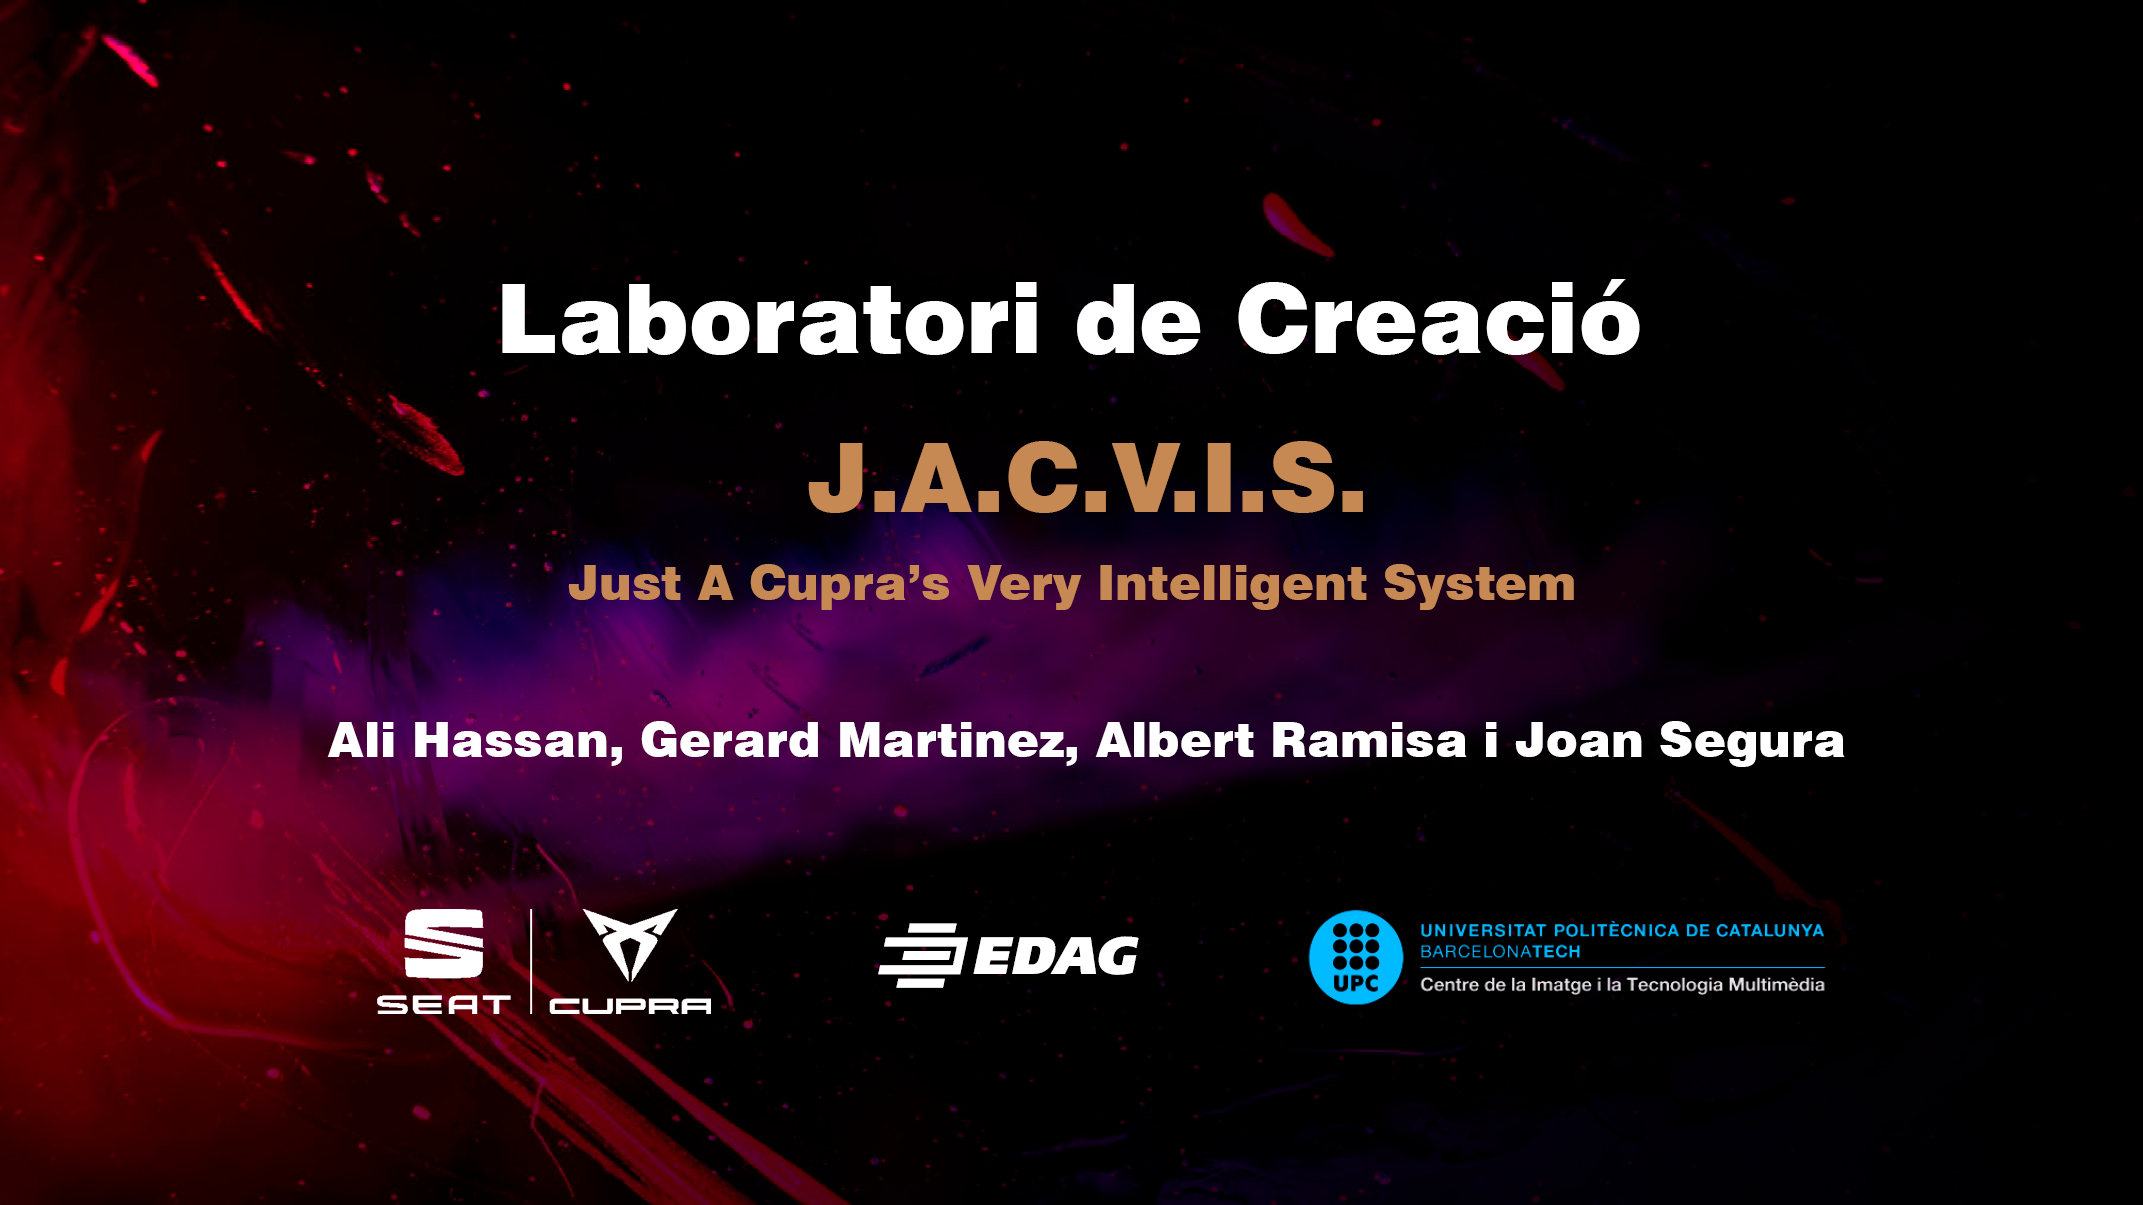 Laboratori de Creació
J.A.C.V.I.S.
Just A Cupra’s Very Intelligent System
Ali Hassan, Gerard Martinez, Albert Ramisa i Joan Segura
SEAT
CUPRA
EDAG
UPC
UNIVERSITAT POLITÈCNICA DE CATALUNYA
BARCELONATECH
Centre de la Imatge i la Tecnologia Multimèdia